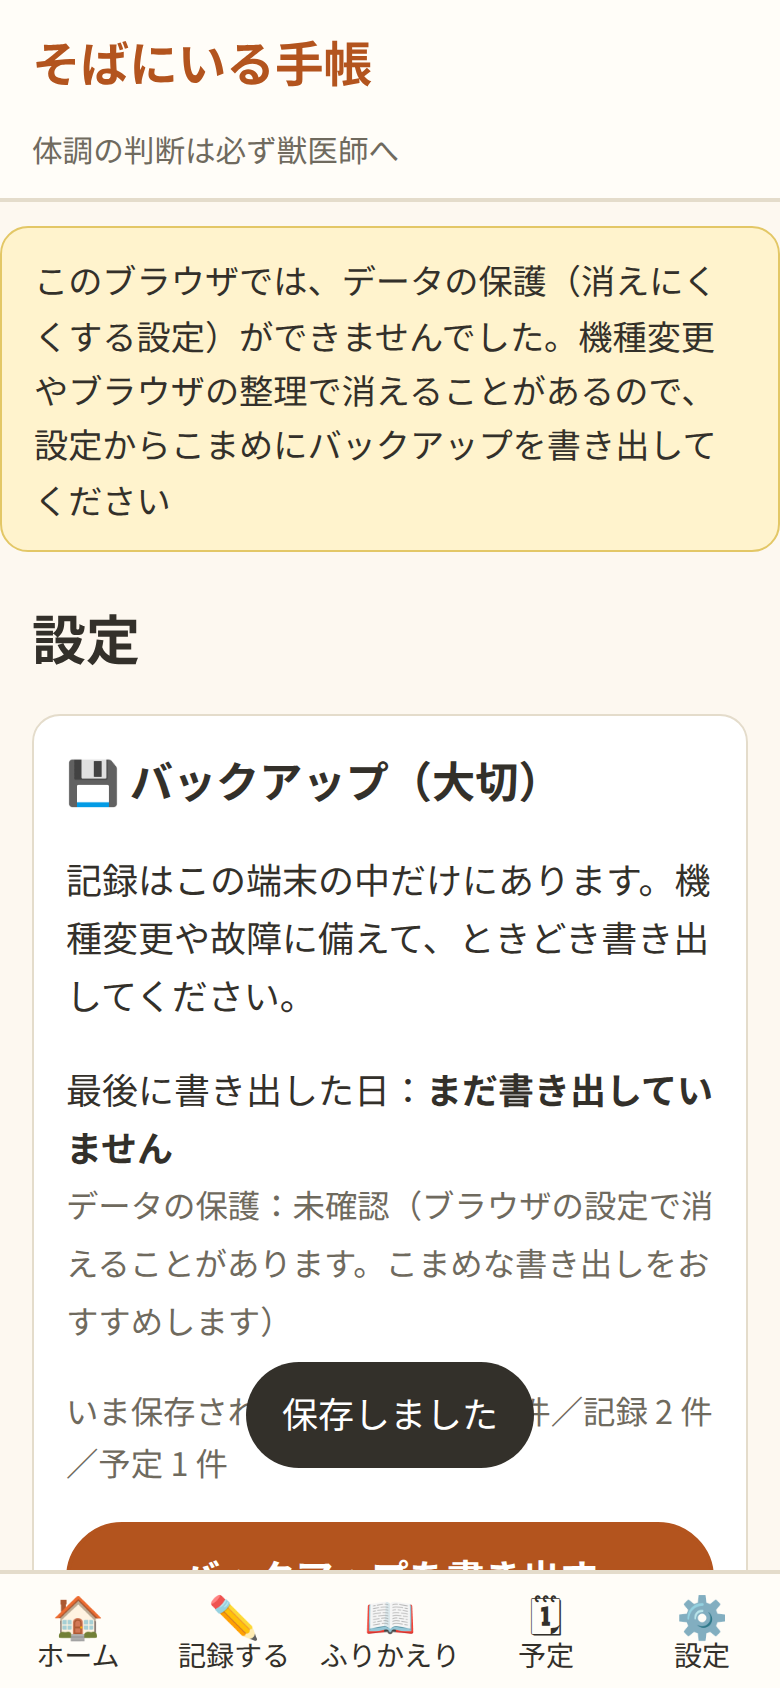 そばにいる手帳
体調の判断は必ず獣医師へ
このブラウザでは、データの保護（消えにく
くする設定）ができませんでした。機種変更
やブラウザの整理で消えることがあるので、
設定からこまめにバックアップを書き出して
ください
設定
💾 バックアップ（大切）
記録はこの端末の中だけにあります。機
種変更や故障に備えて、ときどき書き出
してください。
最後に書き出した日：まだ書き出してい
ません
データの保護：未確認（ブラウザの設定で消
えることがあります。こまめな書き出しをお
すすめします）
いま保存され 件／記録 2 件
保存しました
／予定 1 件
バックアップを書き出す
ホーム 記録する ふりかえり 予定 設定